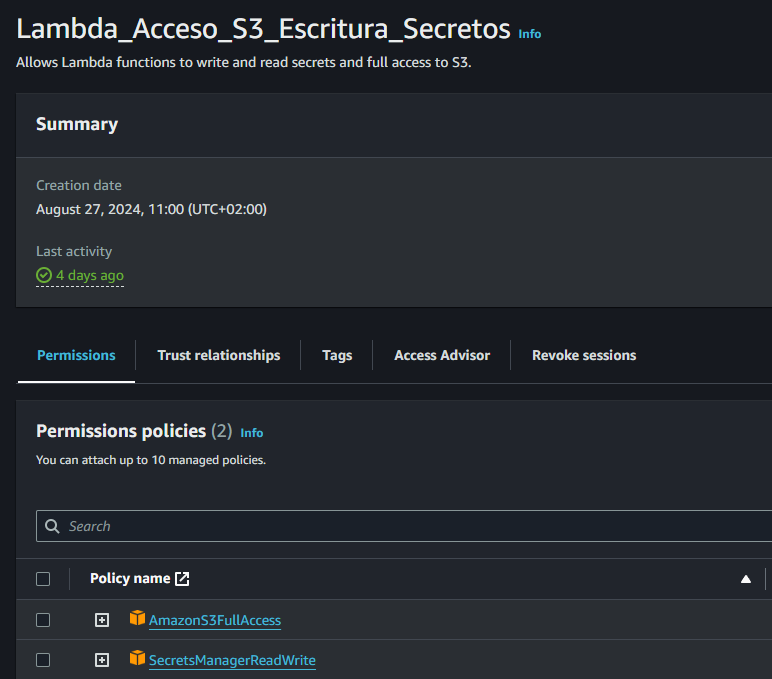 Lambda_Acceso_S3_Escritura_Secretos Info
Allows Lambda functions to write and read secrets and full access to S3.
Summary
Creation date
August 27, 2024, 11:00 (UTC+02:00)
Last activity
4 days ago
Permissions Trust relationships Tags Access Advisor Revoke sessions
Permissions policies (2) Info
You can attach up to 10 managed policies.
Search
Policy name
AmazonS3FullAccess
SecretsManagerReadWrite